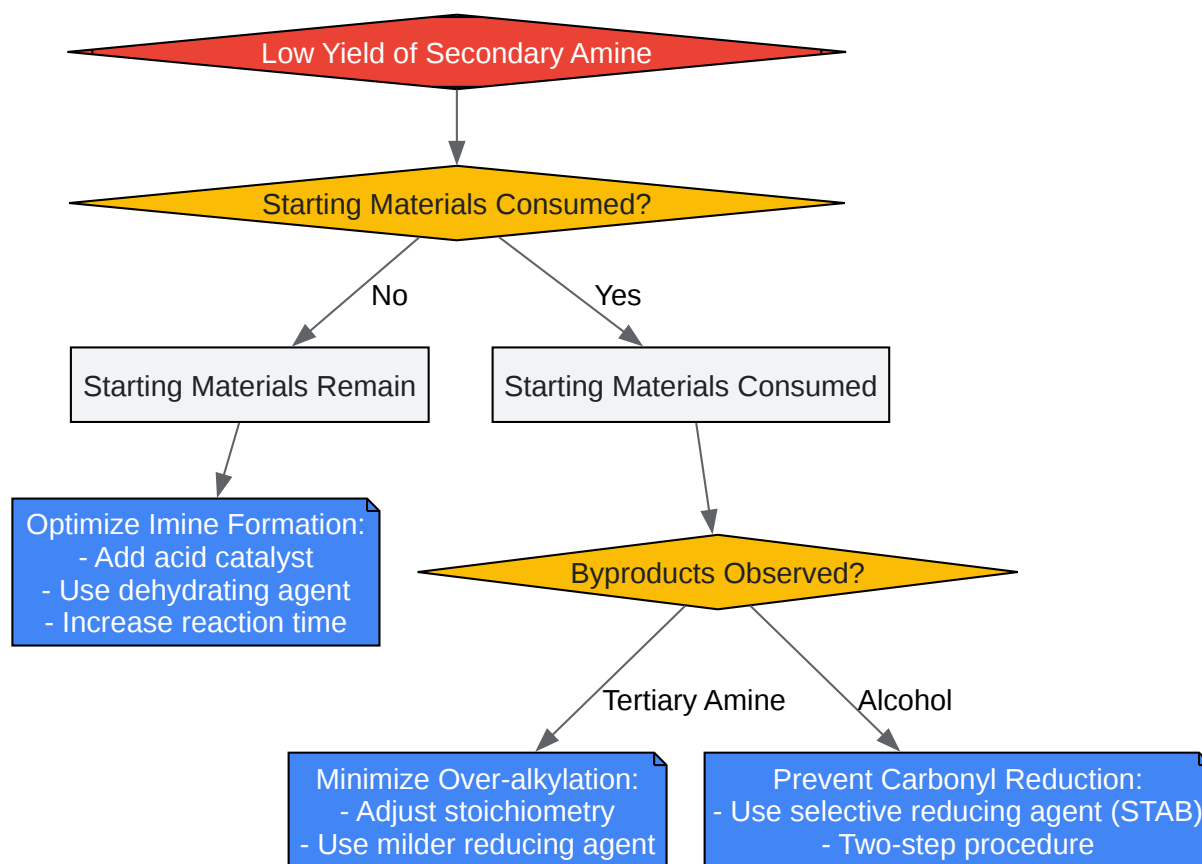 Low Yield of Secondary Amine
Starting Materials Consumed?
No
Yes
Starting Materials Remain
Starting Materials Consumed
Optimize Imine Formation:
- Add acid catalyst
- Use dehydrating agent
- Increase reaction time
Byproducts Observed?
Tertiary Amine
Alcohol
Minimize Over-alkylation:
- Adjust stoichiometry
- Use milder reducing agent
Prevent Carbonyl Reduction:
- Use selective reducing agent (STAB)
- Two-step procedure